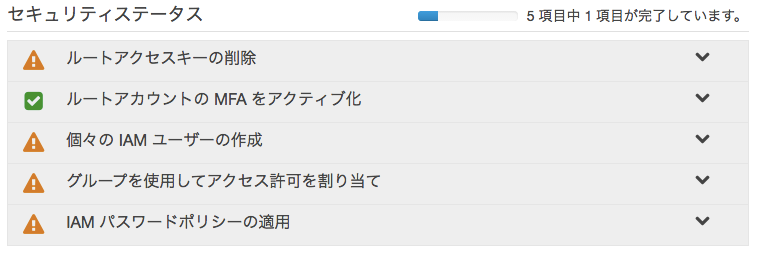 セキュリティステータス
5 項目中 1 項目が完了しています。
ルートアクセスキーの削除
ルートアカウントの MFA をアクティブ化
個々の IAM ユーザーの作成
グループを使用してアクセス許可を割り当て
IAM パスワードポリシーの適用